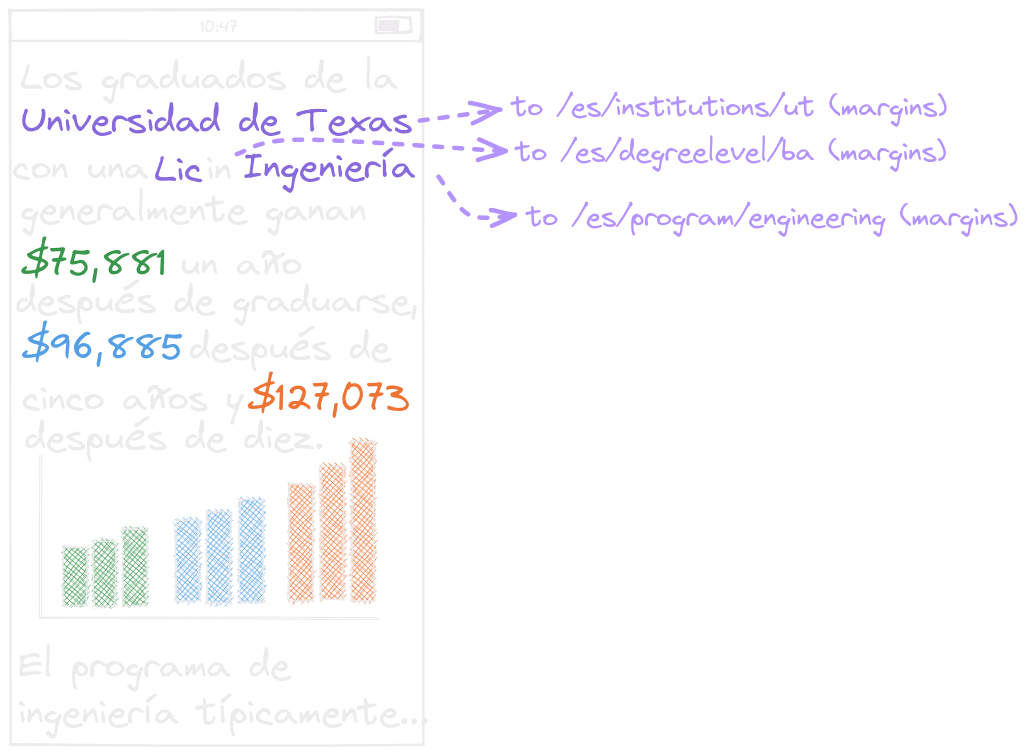 10:47
Los graduados de la
Universidad de Texas
to /es/institutions/ut (margins)
con una Lic in Ingeniería
to /es/degreelevel/ba (margins)
generalmente ganan
to /es/program/engineering (margins)
$75,881 un año
después de graduarse,
$96,885 después de
cinco años y $127,073
después de diez.
El programa de
ingeniería típicamente...